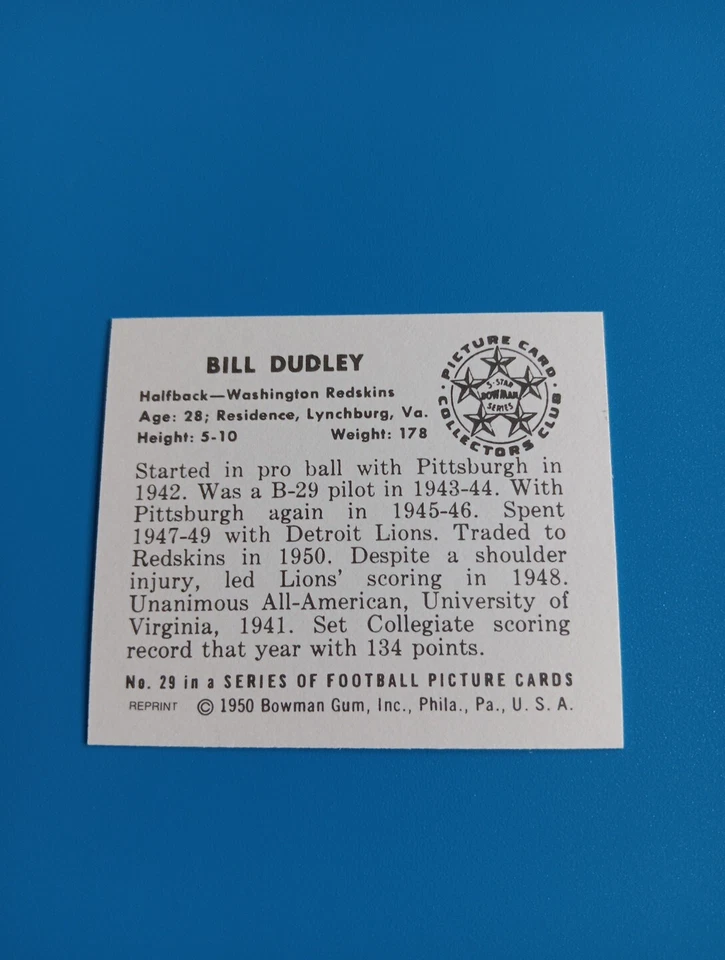 BILL DUDLEY
Halfback—Washington Redskins
Age: 28; Residence, Lynchburg, Va.
Height: 5-10 Weight: 178
PICTURE CARD COLLECTORS CLUB
5-STAR
BOWMAN
SERIES
Started in pro ball with Pittsburgh in
1942. Was a B-29 pilot in 1943-44. With
Pittsburgh again in 1945-46. Spent
1947-49 with Detroit Lions. Traded to
Redskins in 1950. Despite a shoulder
injury, led Lions' scoring in 1948.
Unanimous All-American, University of
Virginia, 1941. Set Collegiate scoring
record that year with 134 points.
No. 29 in a SERIES OF FOOTBALL PICTURE CARDS
REPRINT © 1950 Bowman Gum, Inc., Phila., Pa., U. S. A.